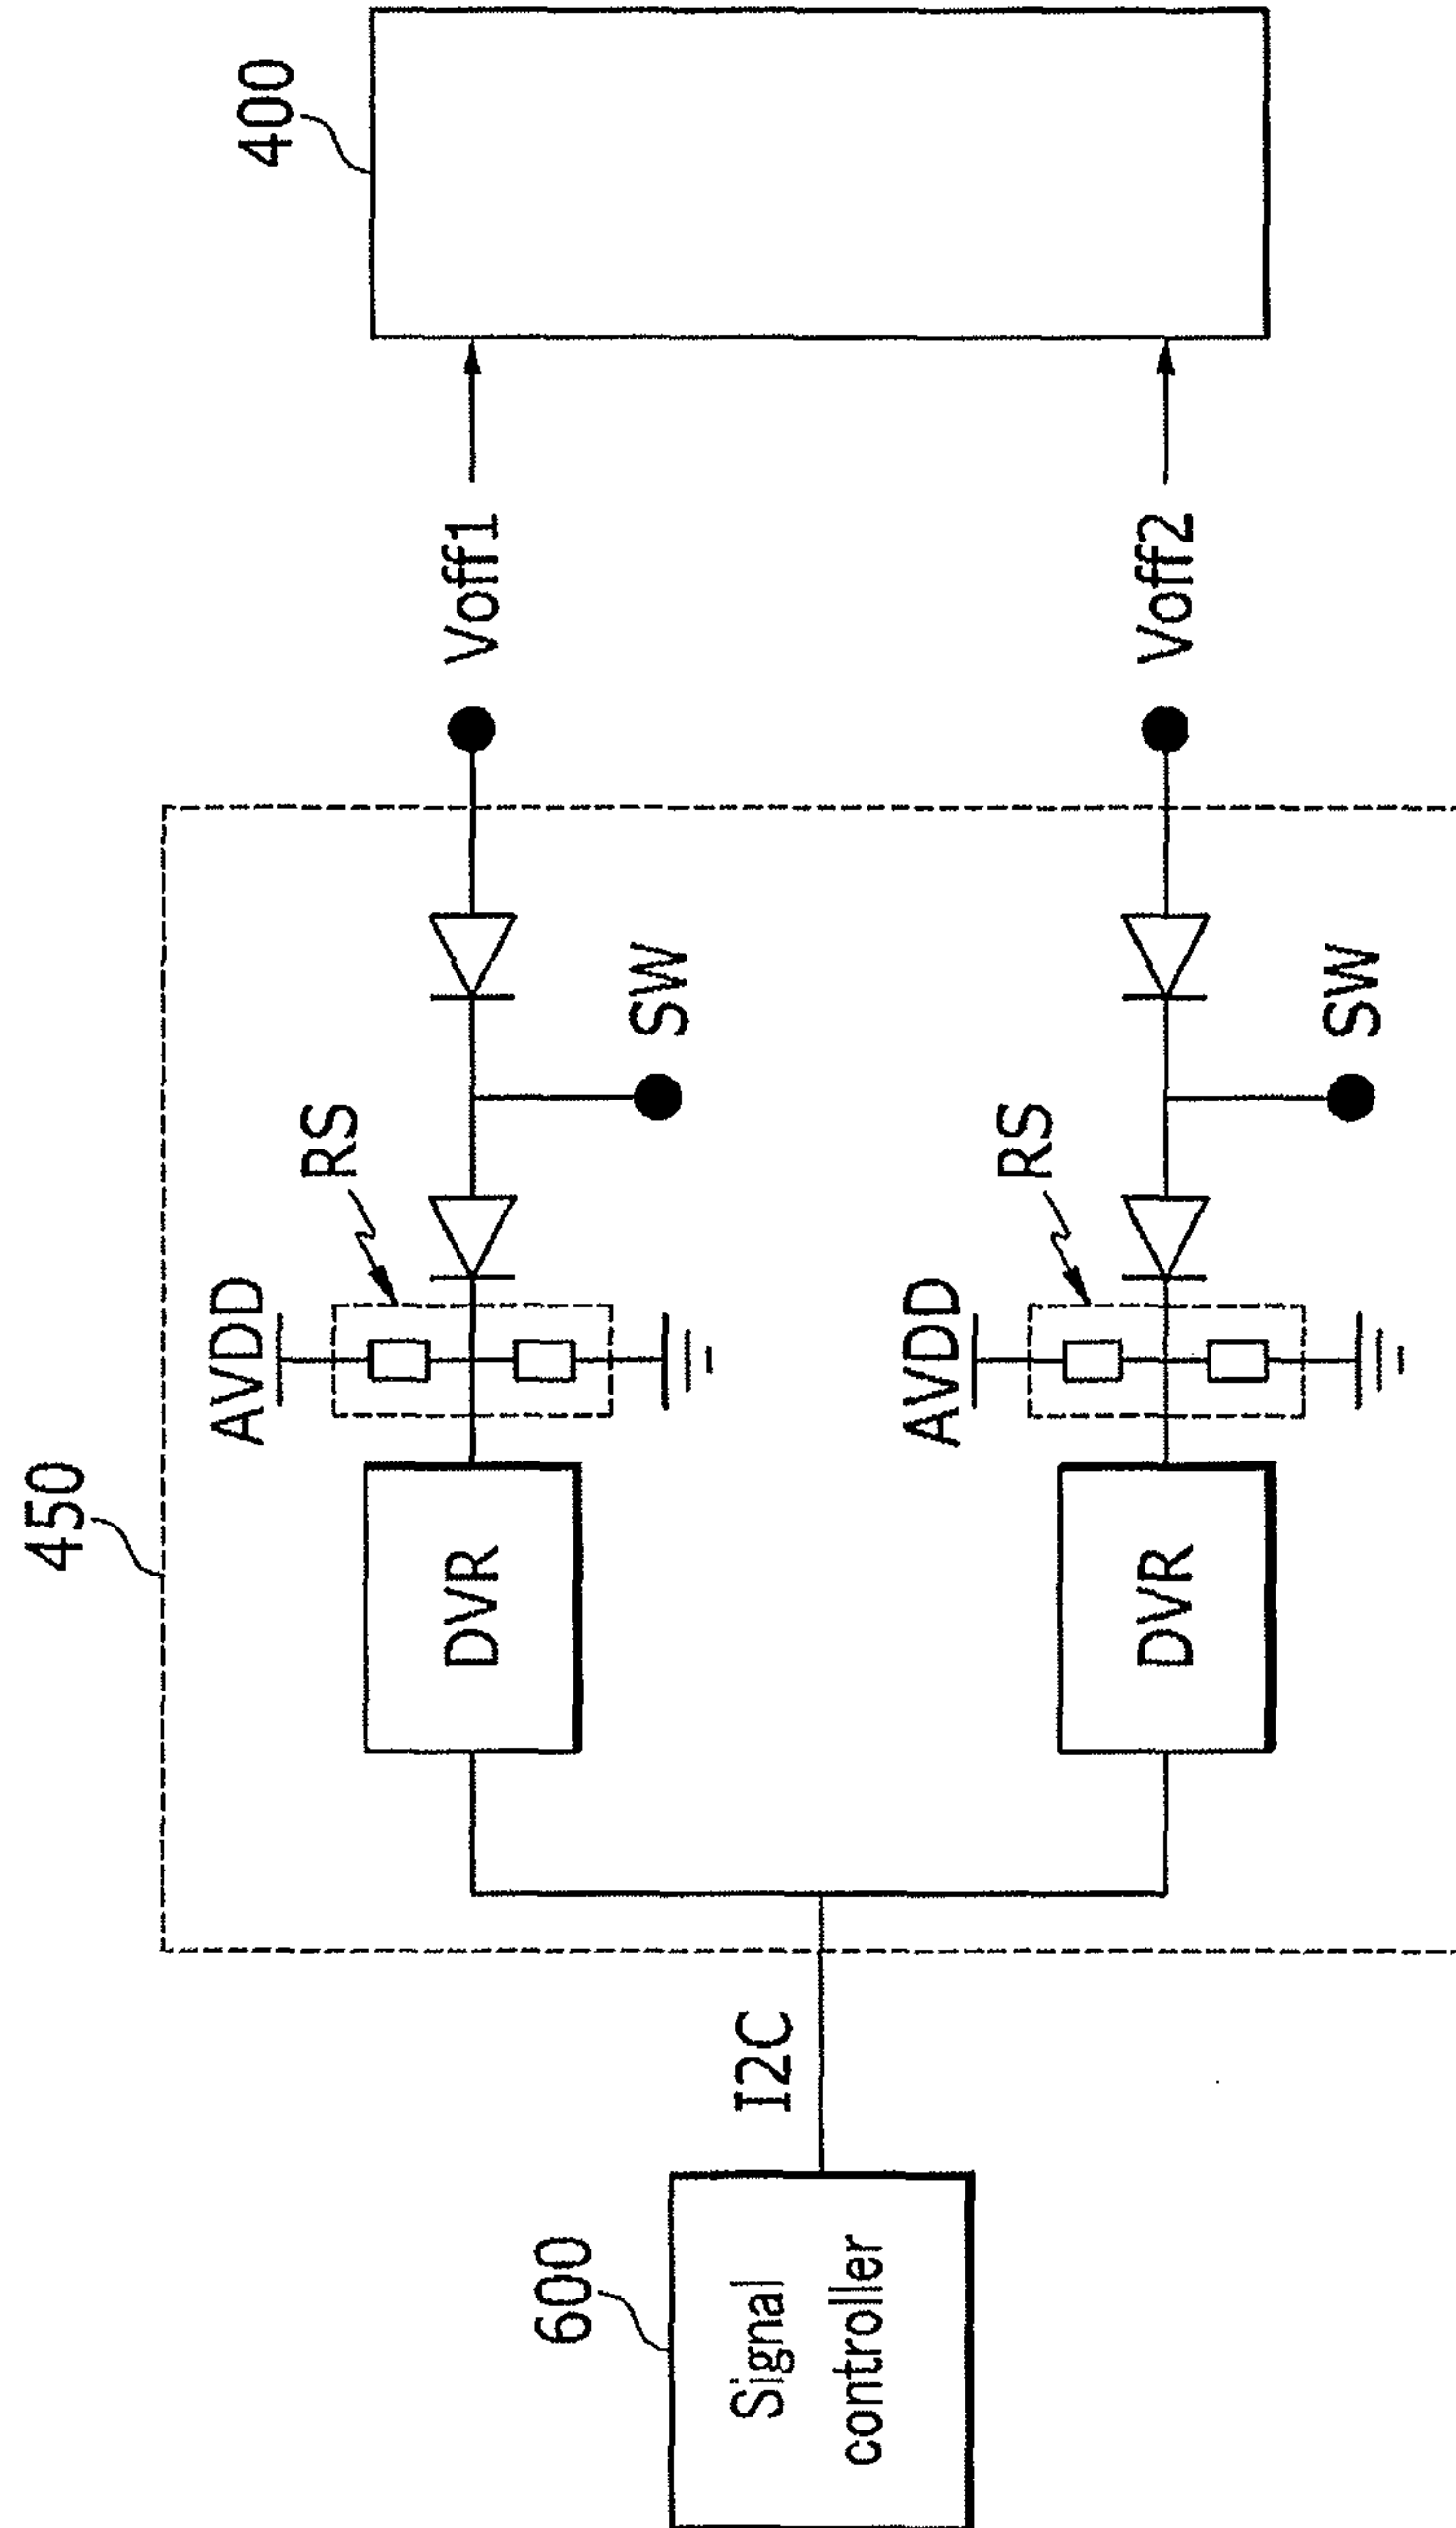 450
400
AVDD
RS
DVR
SW
Voff1
600
Signal
controller
I2C
AVDD
RS
DVR
SW
Voff2